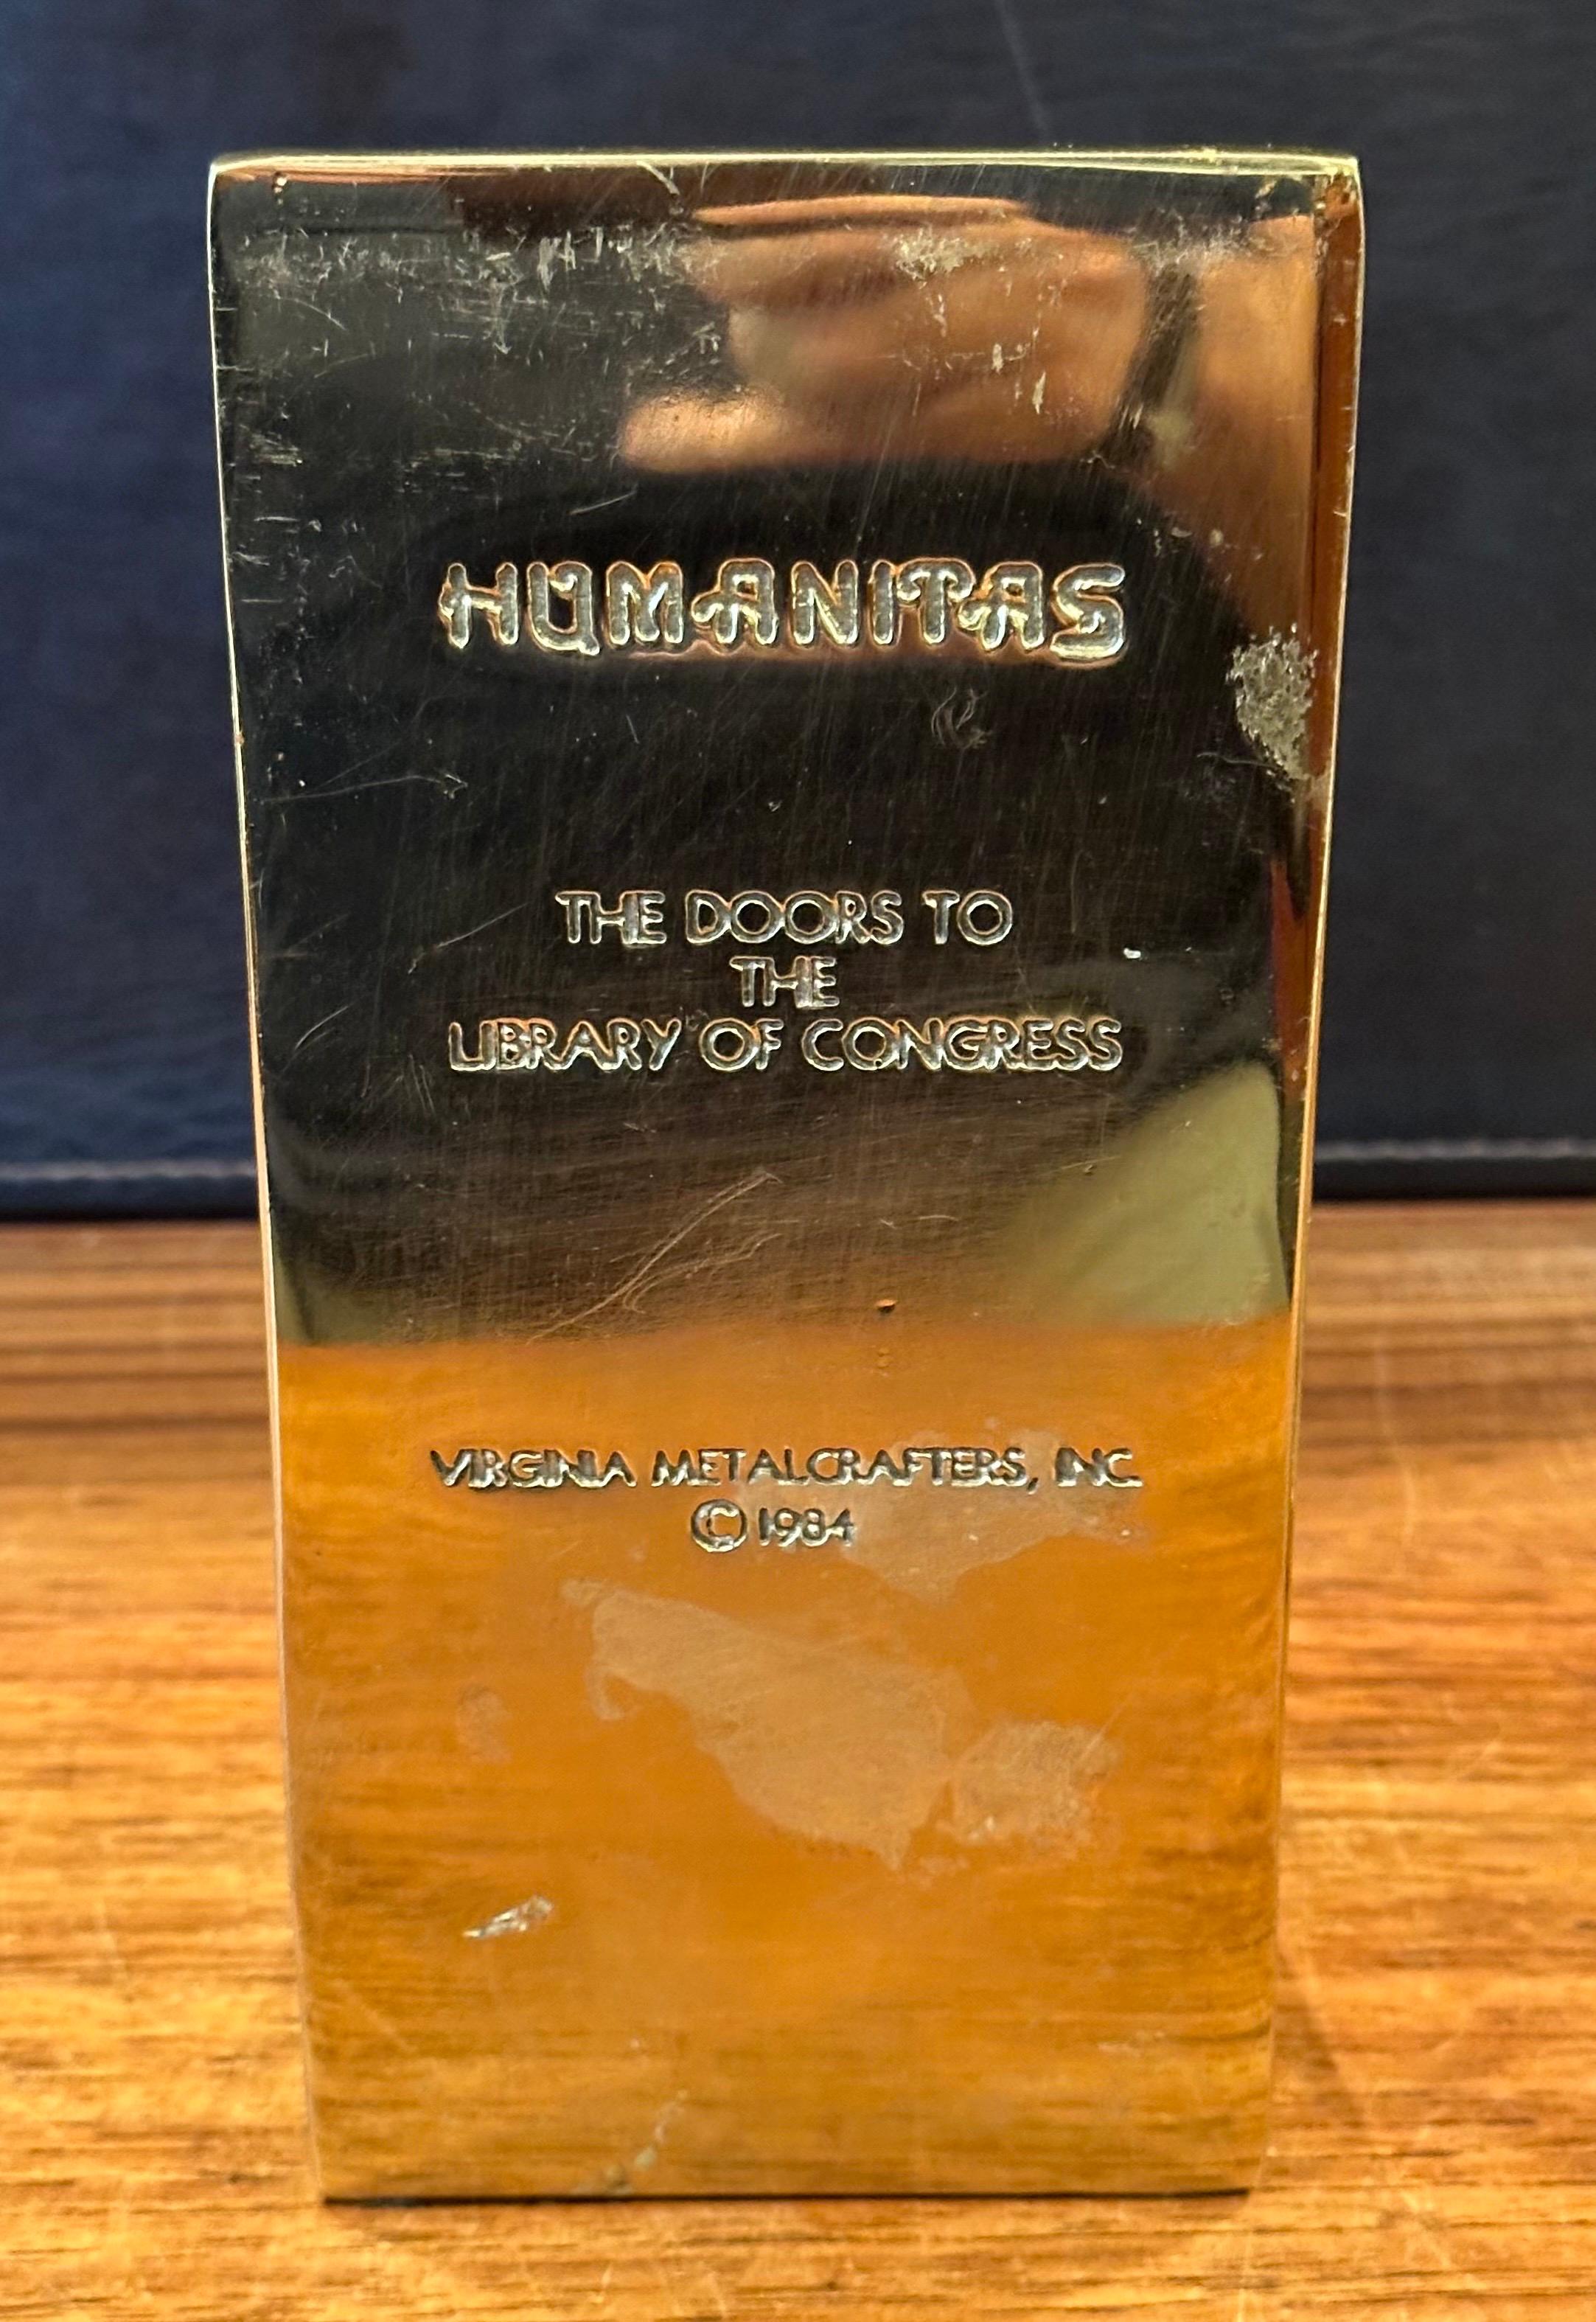 HUMANITAS
THE DOORS TO
THE
LIBRARY OF CONGRESS
VIRGINIA METALCRAFTERS, INC.
© 1984